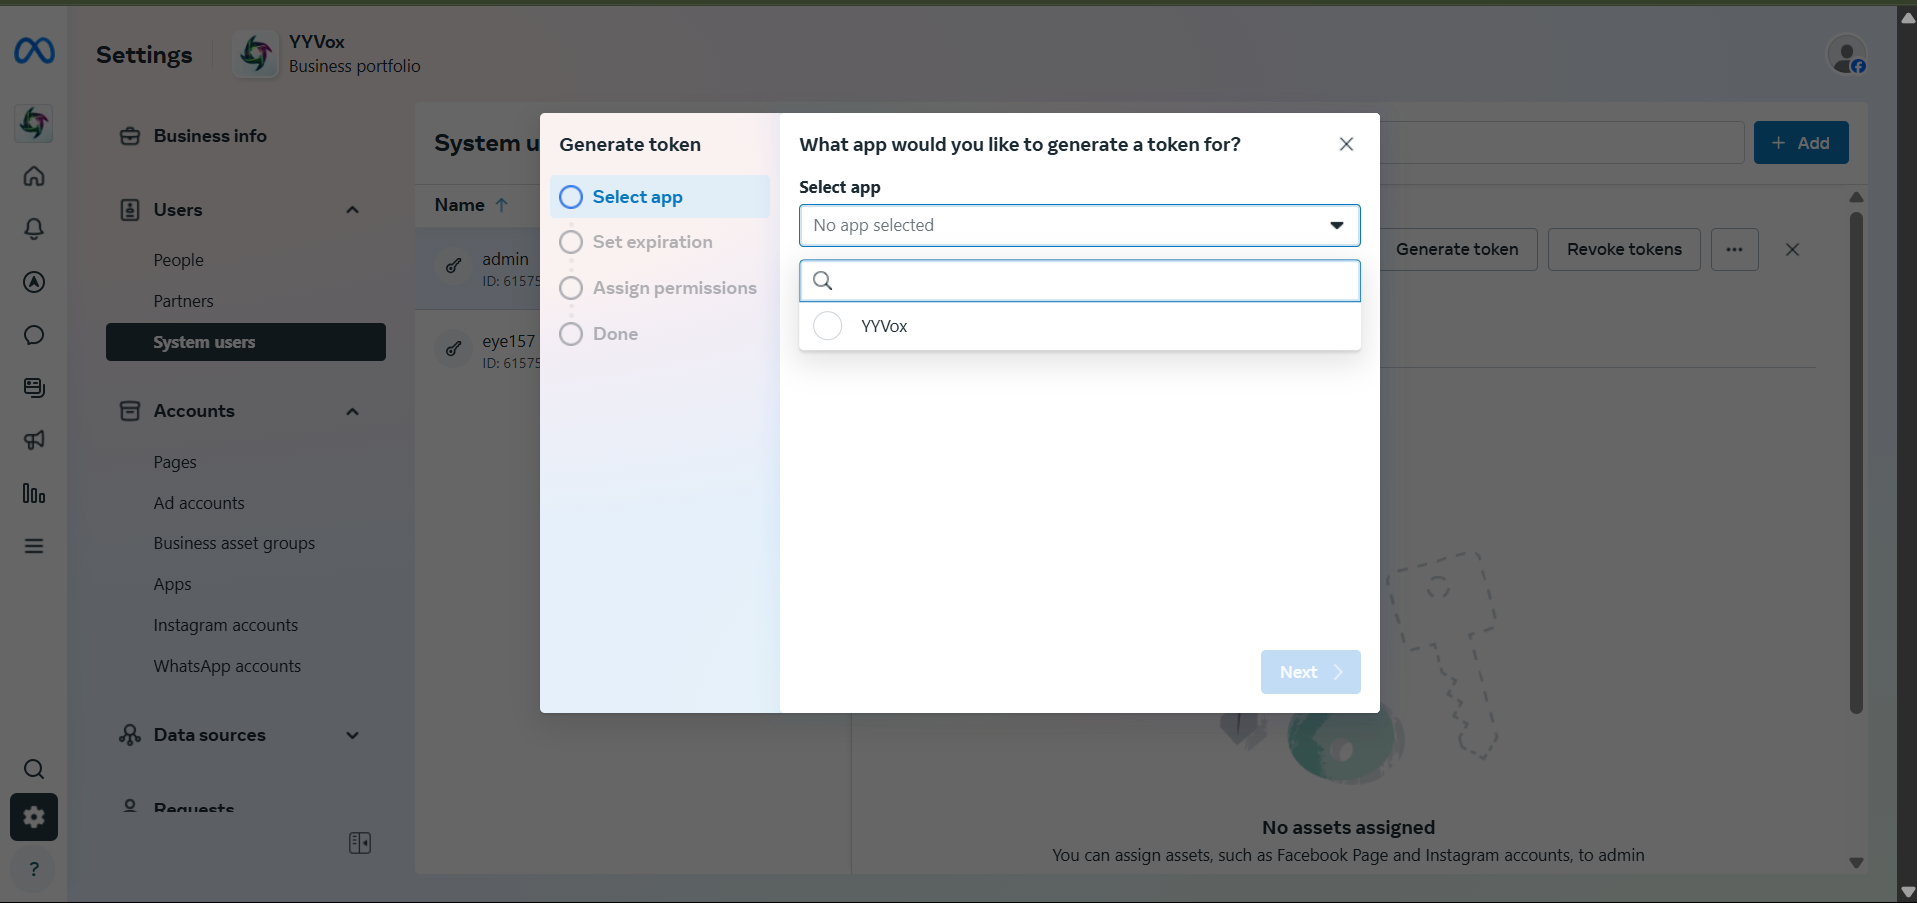 Settings
YYVox
Business portfolio
Business info
Users
People
Partners
System users
Accounts
Pages
Ad accounts
Business asset groups
Apps
Instagram accounts
WhatsApp accounts
Data sources
Requests
?
System u
Add
Name
admin
ID: 61575
eye157
ID: 61575
Generate token
Revoke tokens
Generate token
Select app
Set expiration
Assign permissions
Done
What app would you like to generate a token for?
Select app
No app selected
YYVox
Next
No assets assigned
You can assign assets, such as Facebook Page and Instagram accounts, to admin